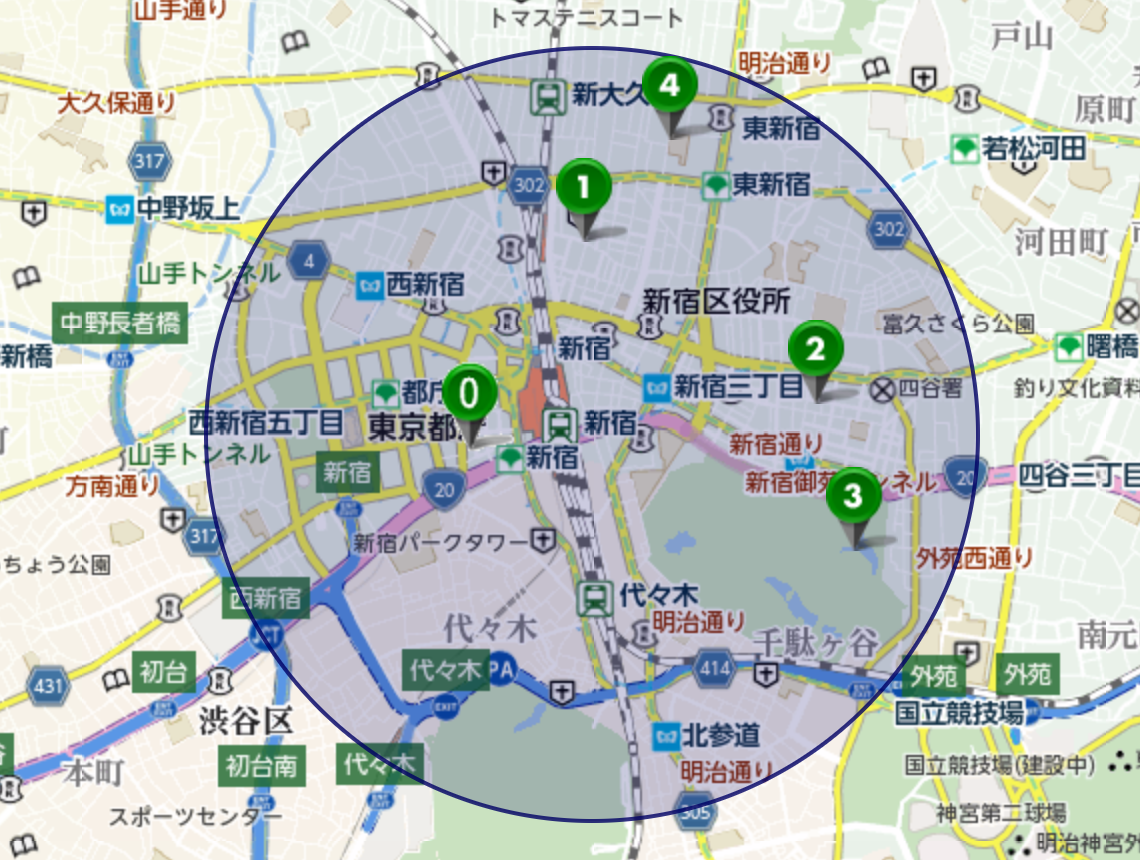 山手通り
トマステニスコート
戸山
明治通り
大久保通り
新大久
4
原町
東新宿
317
若松河田
302
1
東新宿
中野坂上
302
河田町
4
山手トンネル
西新宿
新宿区役所
中野長者橋
富久さくら公園
新橋
新宿
2
曙橋
都庁
0
新宿三丁目
四谷署
釣り文化資料
西新宿五丁目
東京都
新宿
新宿通り
山手トンネル
新宿
新宿
新宿御苑
ンネル
四谷三丁目
方南通り
20
20
3
317
新宿パークタワー
ちょう公園
外苑西通り
EXIT
西新宿
代々木
明治通り
JCT
代々木
千駄ヶ谷
南元
初台
代々木
PA
414
外苑
外苑
431
EXIT
渋谷区
国立競技場
谷
北参道
本町
初台南
代々木
明治通り
国立競技場(建設中)
スポーツセンター
305
神宮第二球場
明治神宮外